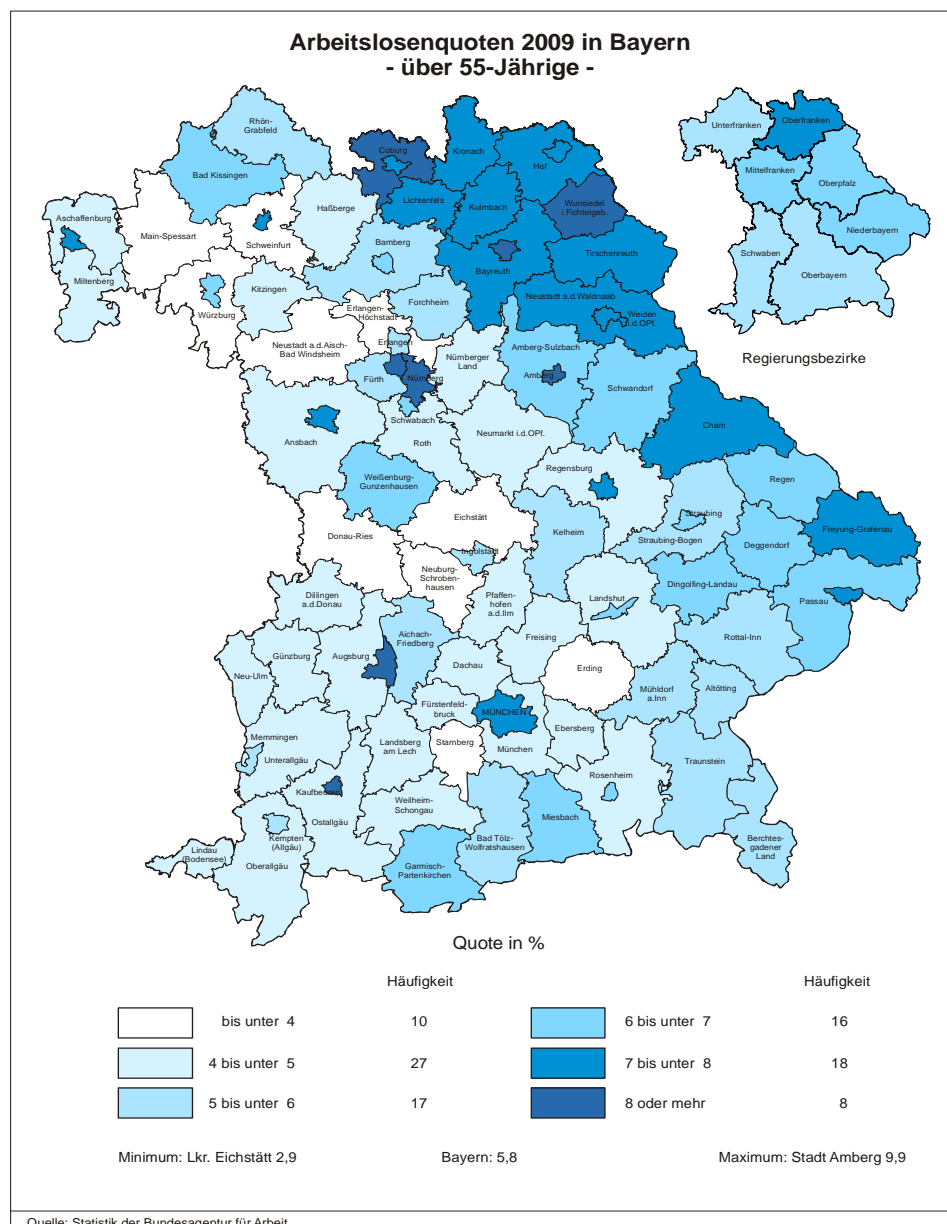 Arbeitslosenquoten 2009 in Bayern
- über 55-Jährige -
Rhön-
Grabfeld
Bad Kissingen
Coburg
Kronach
Hof
Lichtenfels
Kulmbach
Wunsiedel
i.Fichtelgeb.
Aschaffenburg
Main-Spessart
Schweinfurt
Haßberge
Bamberg
Bayreuth
Tirschenreuth
Miltenberg
Würzburg
Kitzingen
Erlangen-
Höchstadt
Forchheim
Neustadt a.d.Waldnaab
Weiden
i.d.OPf.
Neustadt a.d.Aisch-
Bad Windsheim
Erlangen
Fürth
Nürnberg
Nürnberger
Land
Amberg-Sulzbach
Amberg
Schwandorf
Cham
Ansbach
Schwabach
Roth
Neumarkt i.d.OPf.
Regensburg
Regen
Weißenburg-
Gunzenhausen
Eichstätt
Kelheim
Straubing
Straubing-Bogen
Deggendorf
Freyung-Grafenau
Donau-Ries
Ingolstadt
Neuburg-
Schroben-
hausen
Pfaffen-
hofen
a.d.Ilm
Landshut
Dingolfing-Landau
Passau
Dillingen
a.d.Donau
Aichach-
Friedberg
Freising
Rottal-Inn
Günzburg
Augsburg
Neu-Ulm
Dachau
Erding
Mühldorf
a.Inn
Altötting
Fürstenfeld-
bruck
MÜNCHEN
München
Ebersberg
Memmingen
Unterallgäu
Landsberg
am Lech
Starnberg
Rosenheim
Traunstein
Kaufbeuren
Ostallgäu
Weilheim-
Schongau
Bad Tölz-
Wolfratshausen
Miesbach
Berchtes-
gadener
Land
Kempten
(Allgäu)
Lindau
(Bodensee)
Oberallgäu
Garmisch-
Partenkirchen
Unterfranken
Oberfranken
Mittelfranken
Oberpfalz
Niederbayern
Schwaben
Oberbayern
Regierungsbezirke
Quote in %
Häufigkeit Häufigkeit
bis unter 4 10 6 bis unter 7 16
4 bis unter 5 27 7 bis unter 8 18
5 bis unter 6 17 8 oder mehr 8
Minimum: Lkr. Eichstätt 2,9 Bayern: 5,8 Maximum: Stadt Amberg 9,9
Quelle: Statistik der Bundesagentur für Arbeit